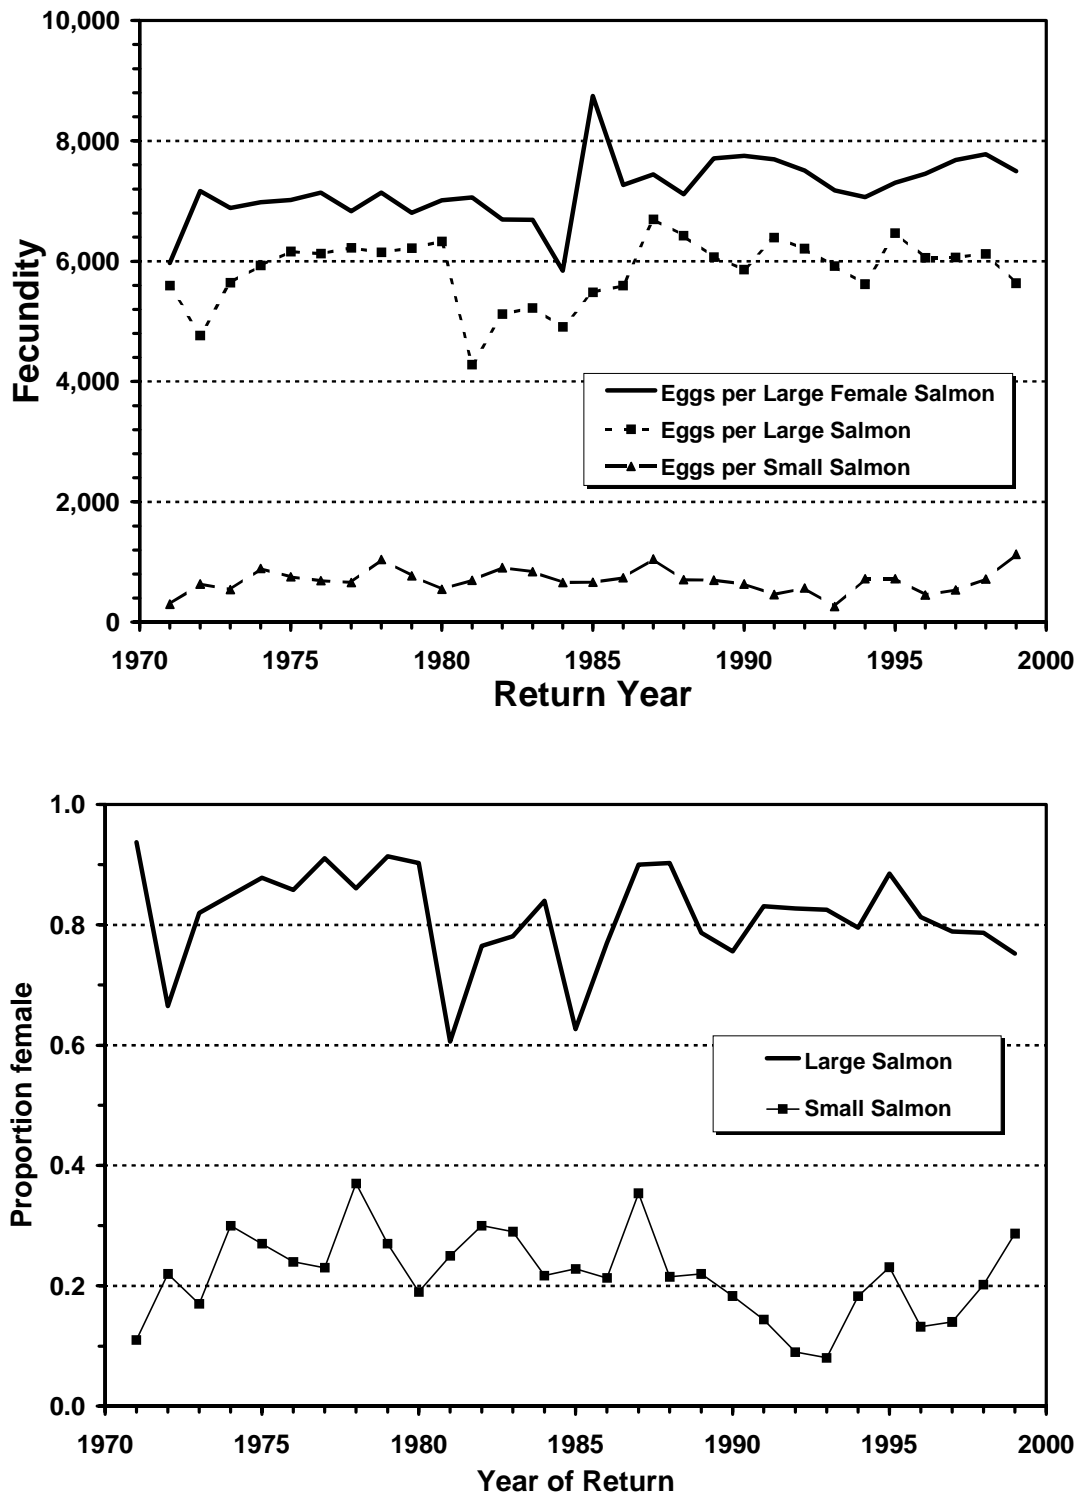 10,000
8,000
6,000
4,000
2,000
0
Fecundity
Eggs per Large Female Salmon
Eggs per Large Salmon
Eggs per Small Salmon
1970 1975 1980 1985 1990 1995 2000
Return Year
1.0
0.8
0.6
0.4
0.2
0.0
Proportion female
Large Salmon
Small Salmon
1970 1975 1980 1985 1990 1995 2000
Year of Return